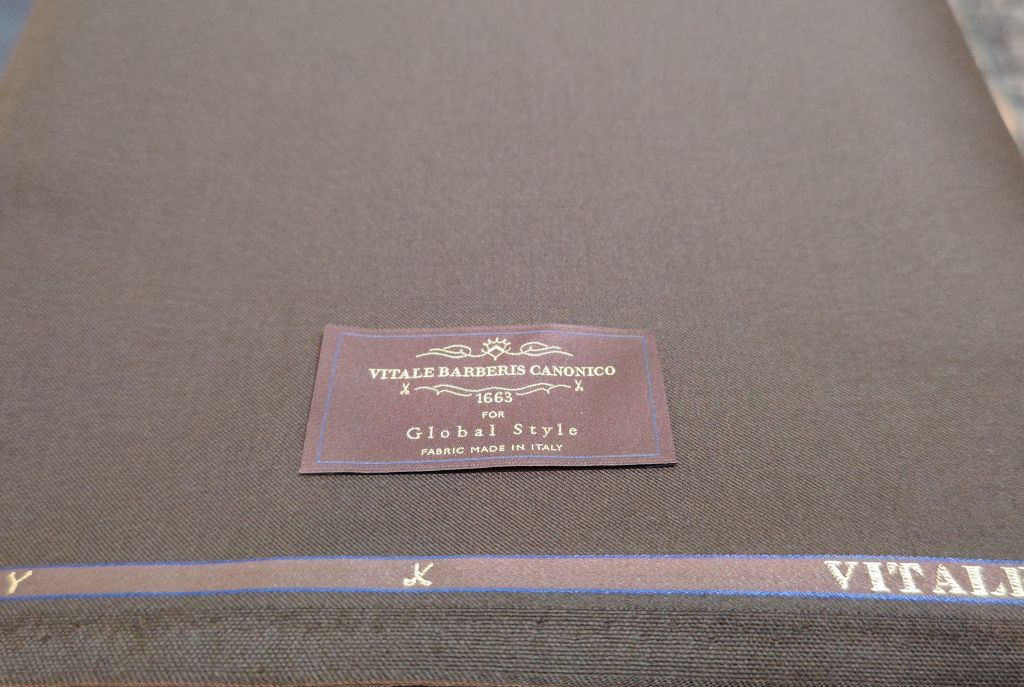 VITALE BARBERIS CANONICO
1663
FOR
Global Style
FABRIC MADE IN ITALY
Y
VITALE